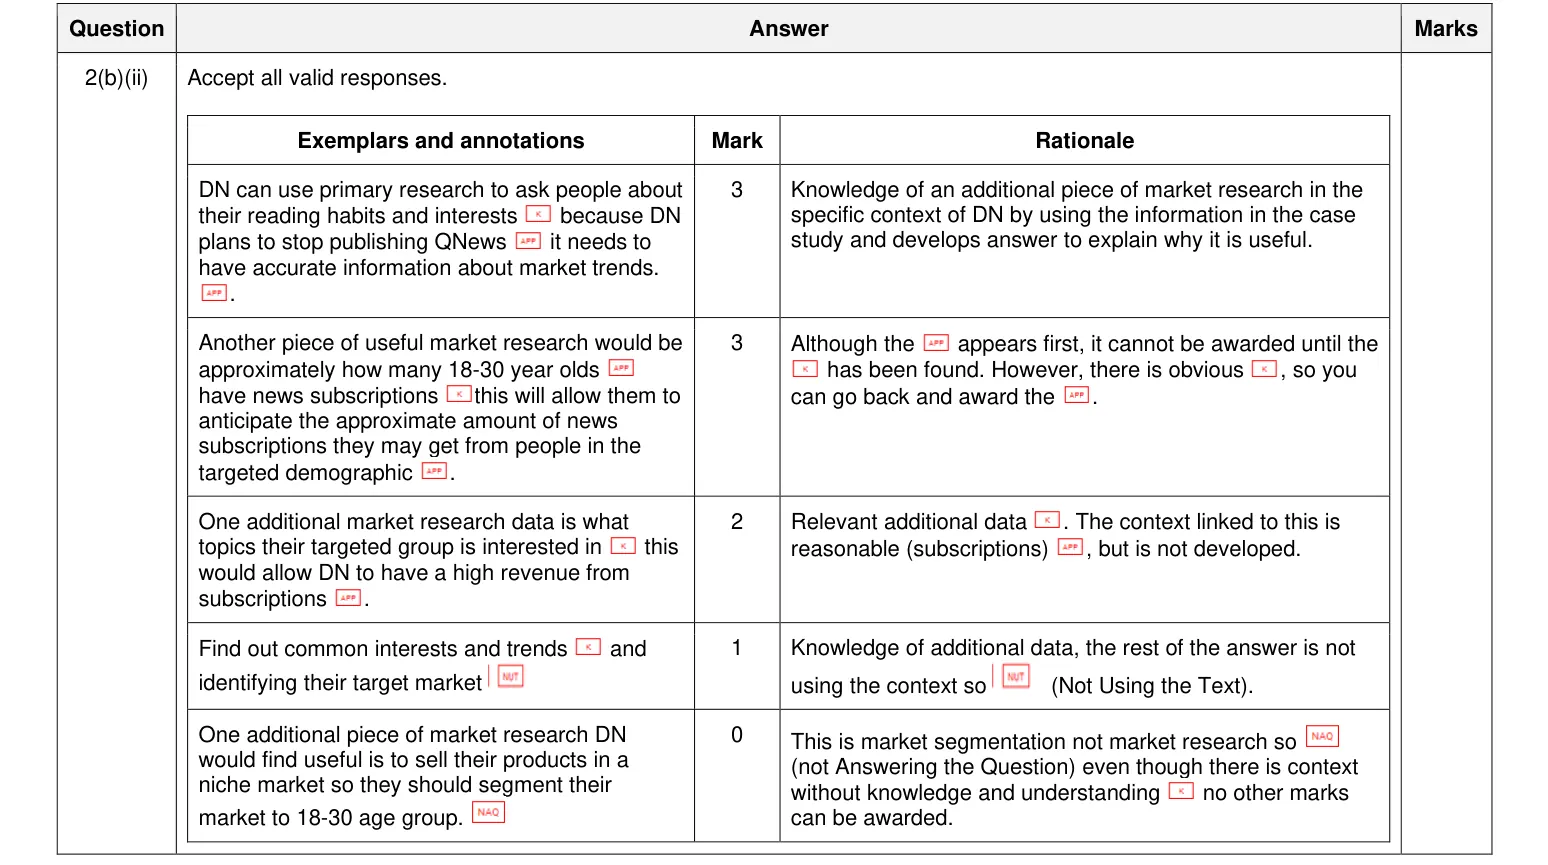 Question Answer Marks
2(b)(ii) Accept all valid responses.
Exemplars and annotations Mark Rationale
DN can use primary research to ask people about
their reading habits and interests K because DN
plans to stop publishing QNews APP it needs to
have accurate information about market trends.
APP.
3
Knowledge of an additional piece of market research in the
specific context of DN by using the information in the case
study and develops answer to explain why it is useful.
Another piece of useful market research would be
approximately how many 18-30 year olds APP
have news subscriptions K this will allow them to
anticipate the approximate amount of news
subscriptions they may get from people in the
targeted demographic APP.
3
Although the APP appears first, it cannot be awarded until the
K has been found. However, there is obvious K, so you
can go back and award the APP.
One additional market research data is what
topics their targeted group is interested in K this
would allow DN to have a high revenue from
subscriptions APP.
2
Relevant additional data K. The context linked to this is
reasonable (subscriptions) APP, but is not developed.
Find out common interests and trends K and
identifying their target market NUT
1
Knowledge of additional data, the rest of the answer is not
using the context so NUT (Not Using the Text).
One additional piece of market research DN
would find useful is to sell their products in a
niche market so they should segment their
market to 18-30 age group. NAQ
0
This is market segmentation not market research so NAQ
(not Answering the Question) even though there is context
without knowledge and understanding K no other marks
can be awarded.